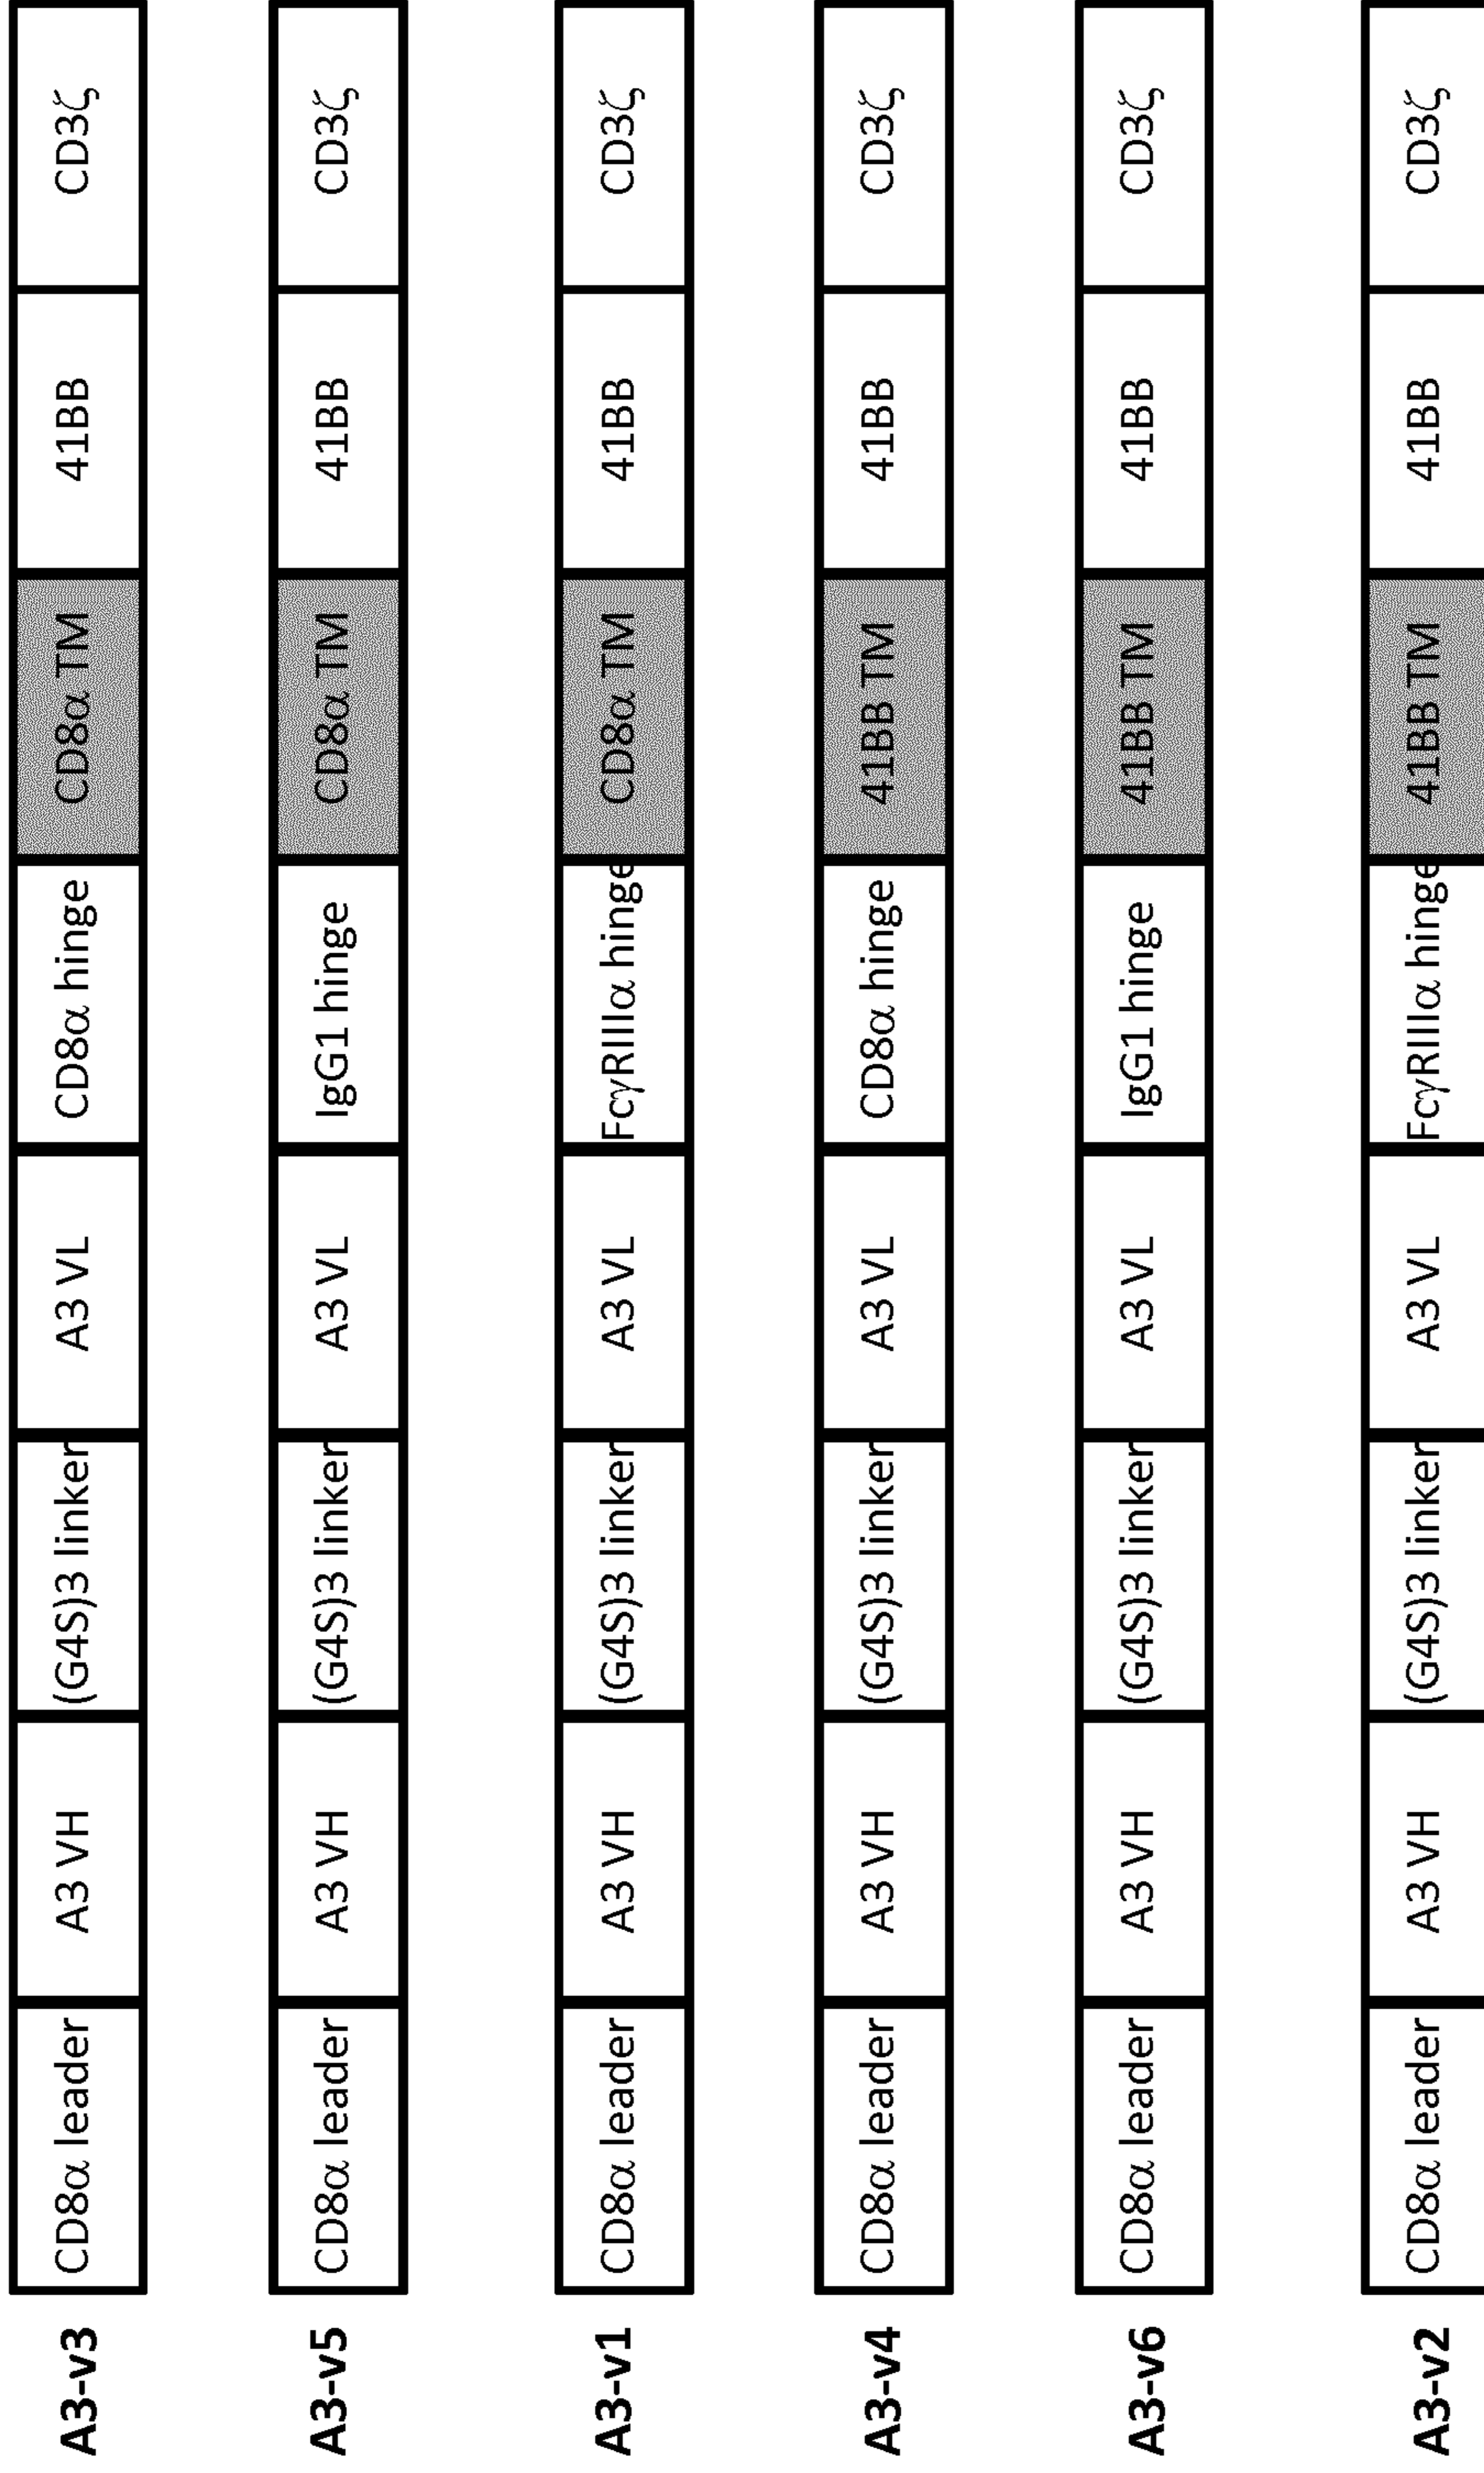 A3-v3 CD8α leader A3 VH (G4S)3 linker A3 VL CD8α hinge CD8α TM 41BB CD3ζ
A3-v5 CD8α leader A3 VH (G4S)3 linker A3 VL IgG1 hinge CD8α TM 41BB CD3ζ
A3-v1 CD8α leader A3 VH (G4S)3 linker A3 VL FcγRIIIα hinge CD8α TM 41BB CD3ζ
A3-v4 CD8α leader A3 VH (G4S)3 linker A3 VL CD8α hinge 41BB TM 41BB CD3ζ
A3-v6 CD8α leader A3 VH (G4S)3 linker A3 VL IgG1 hinge 41BB TM 41BB CD3ζ
A3-v2 CD8α leader A3 VH (G4S)3 linker A3 VL FcγRIIIα hinge 41BB TM 41BB CD3ζ